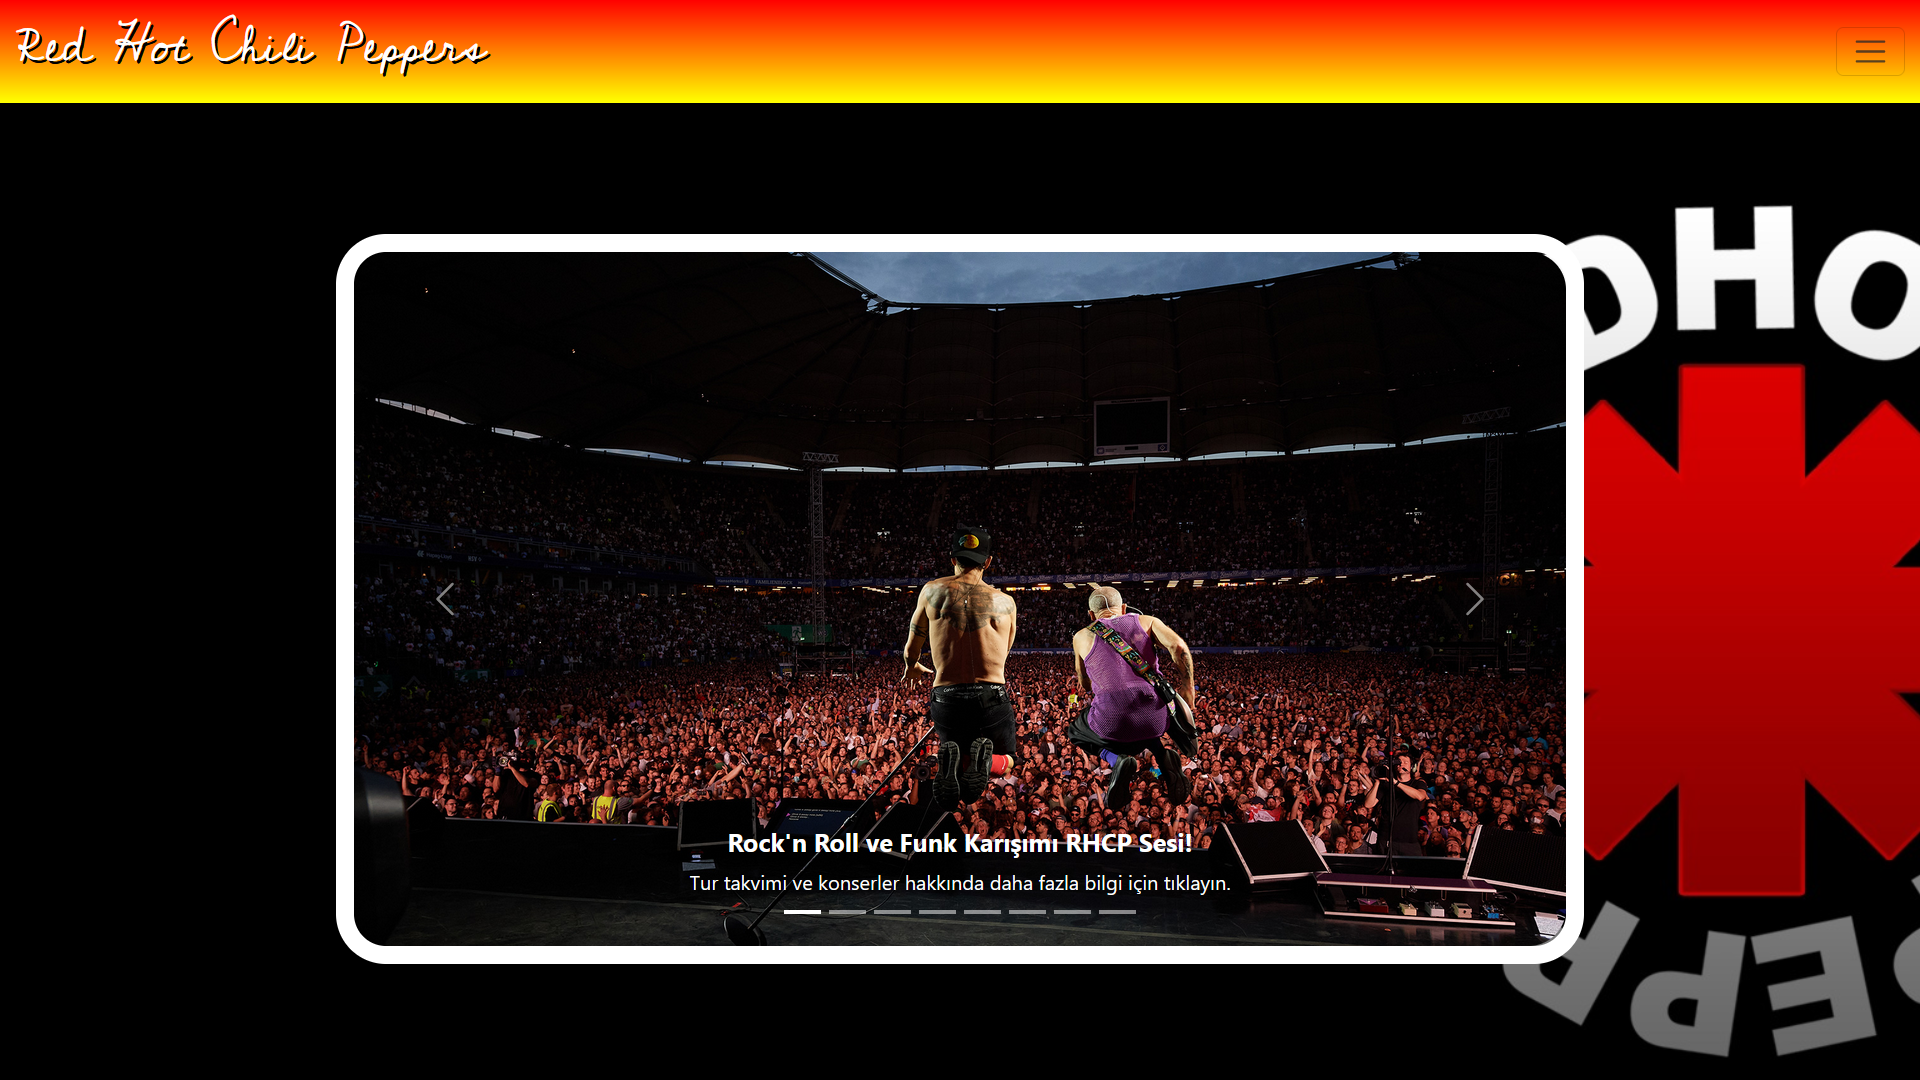 Red Hot Chili Peppers
DHO
Rock'n Roll ve Funk Karışımı RHCP Sesi!
Tur takvimi ve konserler hakkında daha fazla bilgi için tıklayın.